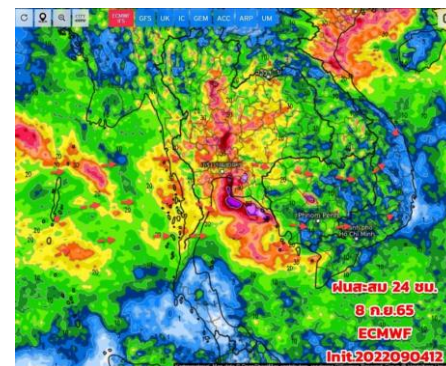 ECMWF
IFS
GFS
UK
IC
GEM
ACC
ARP
UM
Phnom Penh
Ho Chi Minh
ฝนสะสม 24 ชม.
8 ก.ย.65
ECMWF
Init.2022090412